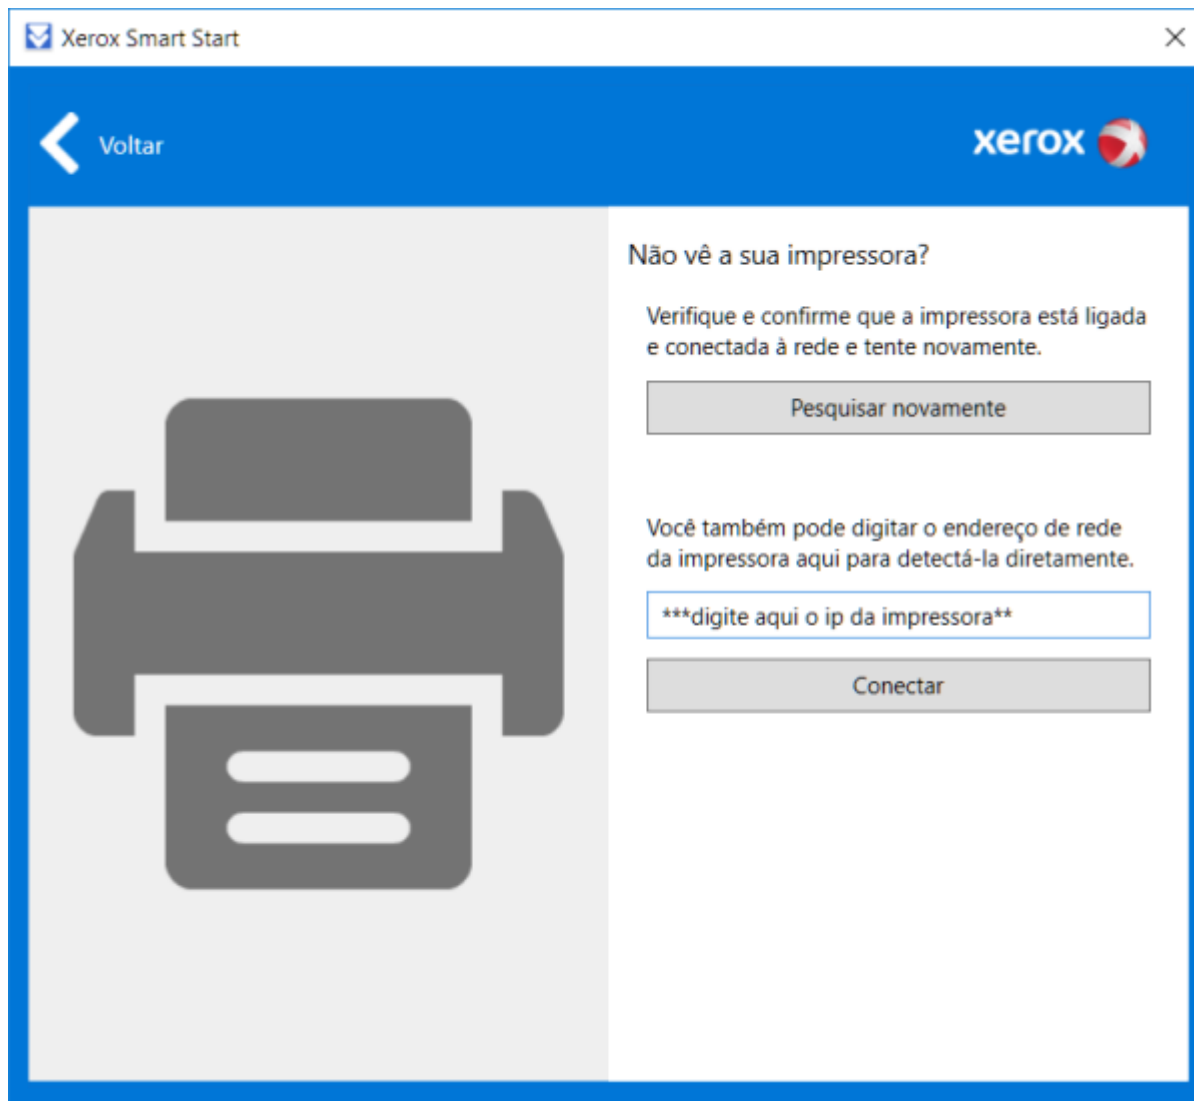 Xerox Smart Start
Voltar
xerox
Não vê a sua impressora?
Verifique e confirme que a impressora está ligada
e conectada à rede e tente novamente.
Pesquisar novamente
Você também pode digitar o endereço de rede
da impressora aqui para detectá-la diretamente.
***digite aqui o ip da impressora**
Conectar